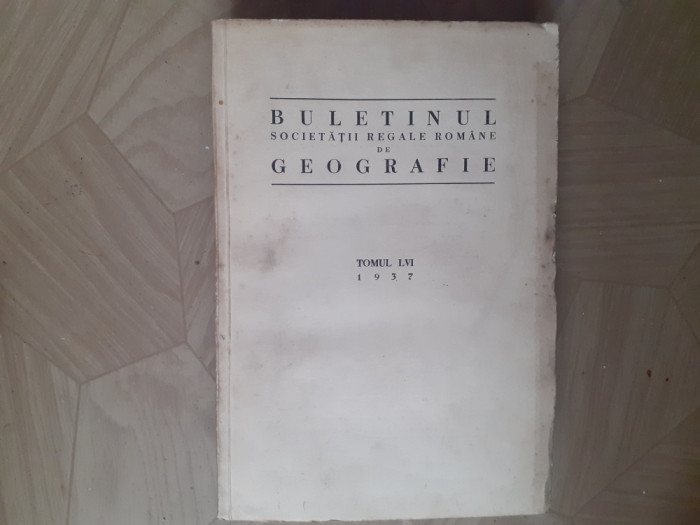 BULETINUL
SOCIETĂȚII REGALE ROMÂNE
DE
GEOGRAFIE
TOMUL LVI
1937